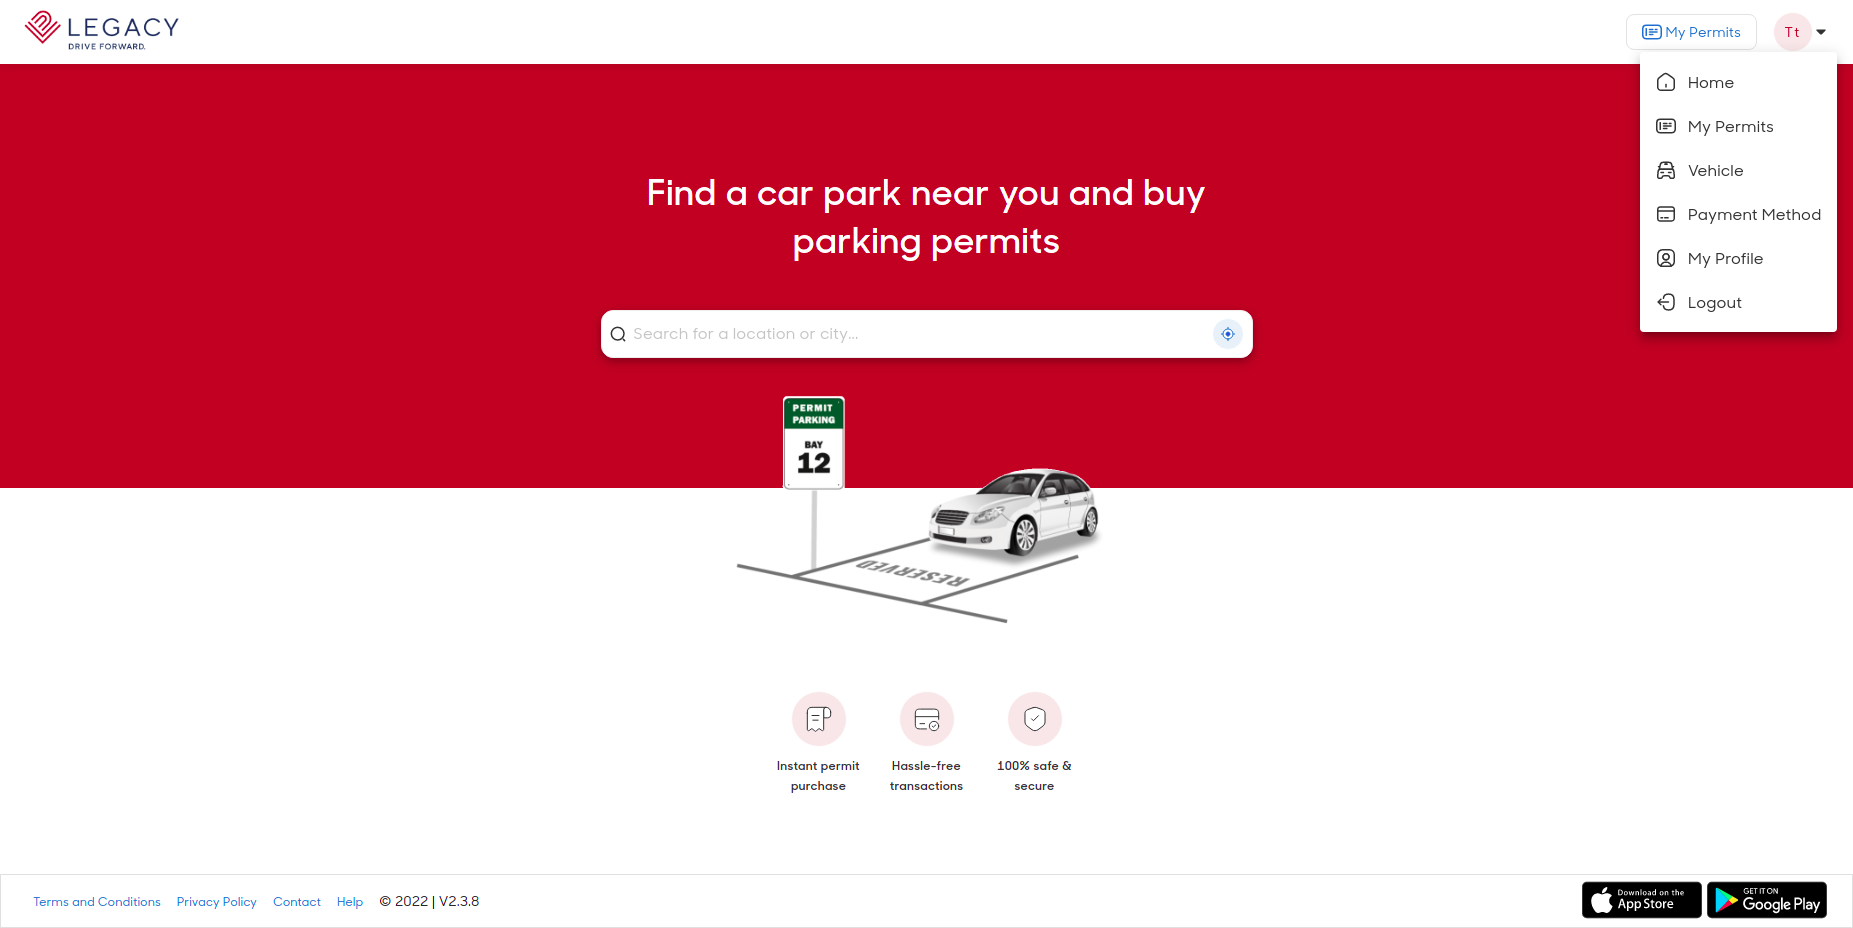 LEGACY
DRIVE FORWARD.
My Permits
Tt
Home
My Permits
Vehicle
Payment Method
My Profile
Logout
Find a car park near you and buy
parking permits
Search for a location or city...
PERMIT
PARKING
BAY
12
RESERVED
Instant permit
purchase
Hassle-free
transactions
100% safe &
secure
Terms and Conditions Privacy Policy Contact Help © 2022 | V2.3.8
Download on the
App Store
GET IT ON
Google Play